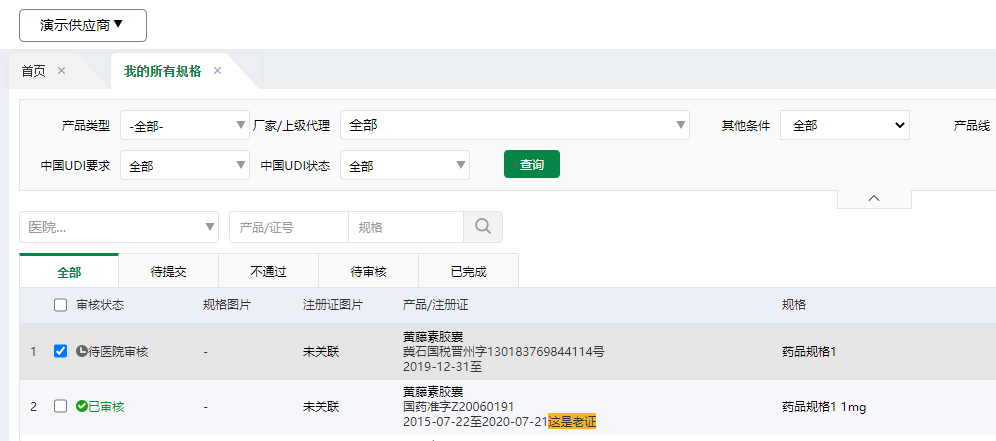 演示供应商▼
首页 × 我的所有规格 ×
产品类型 -全部- 厂家/上级代理 全部 其他条件 全部 产品线
中国UDI要求 全部 中国UDI状态 全部 查询
医院... 产品/证号 规格
全部 待提交 不通过 待审核 已完成
审核状态 规格图片 注册证图片 产品/注册证 规格
黄藤素胶囊
1 待医院审核 - 未关联 冀石国税晋州字130183769844114号 药品规格1
2019-12-31至
黄藤素胶囊
2 已审核 - 未关联 国药准字Z20060191 药品规格1 1mg
2015-07-22至2020-07-21这是老证